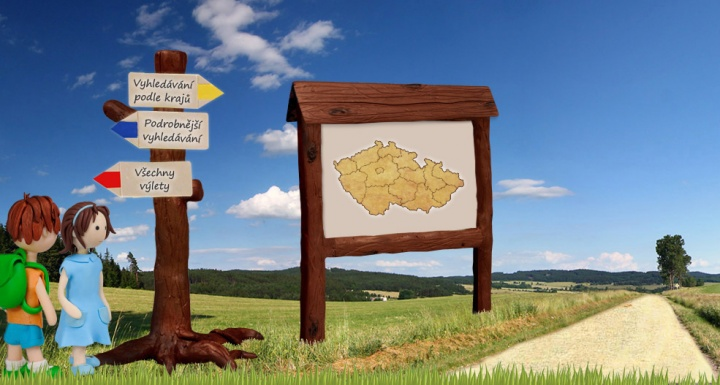 Vyhledávání
podle krajů
Podrobnější
vyhledávání
Všechny
výlety